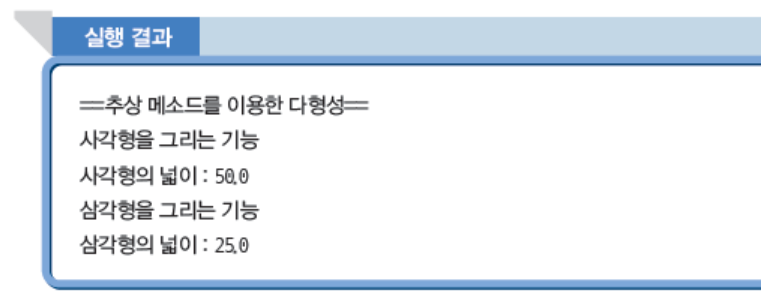 실행 결과
==추상 메소드를 이용한 다형성==
사각형을 그리는 기능
사각형의 넓이 : 50.0
삼각형을 그리는 기능
삼각형의 넓이 : 25.0